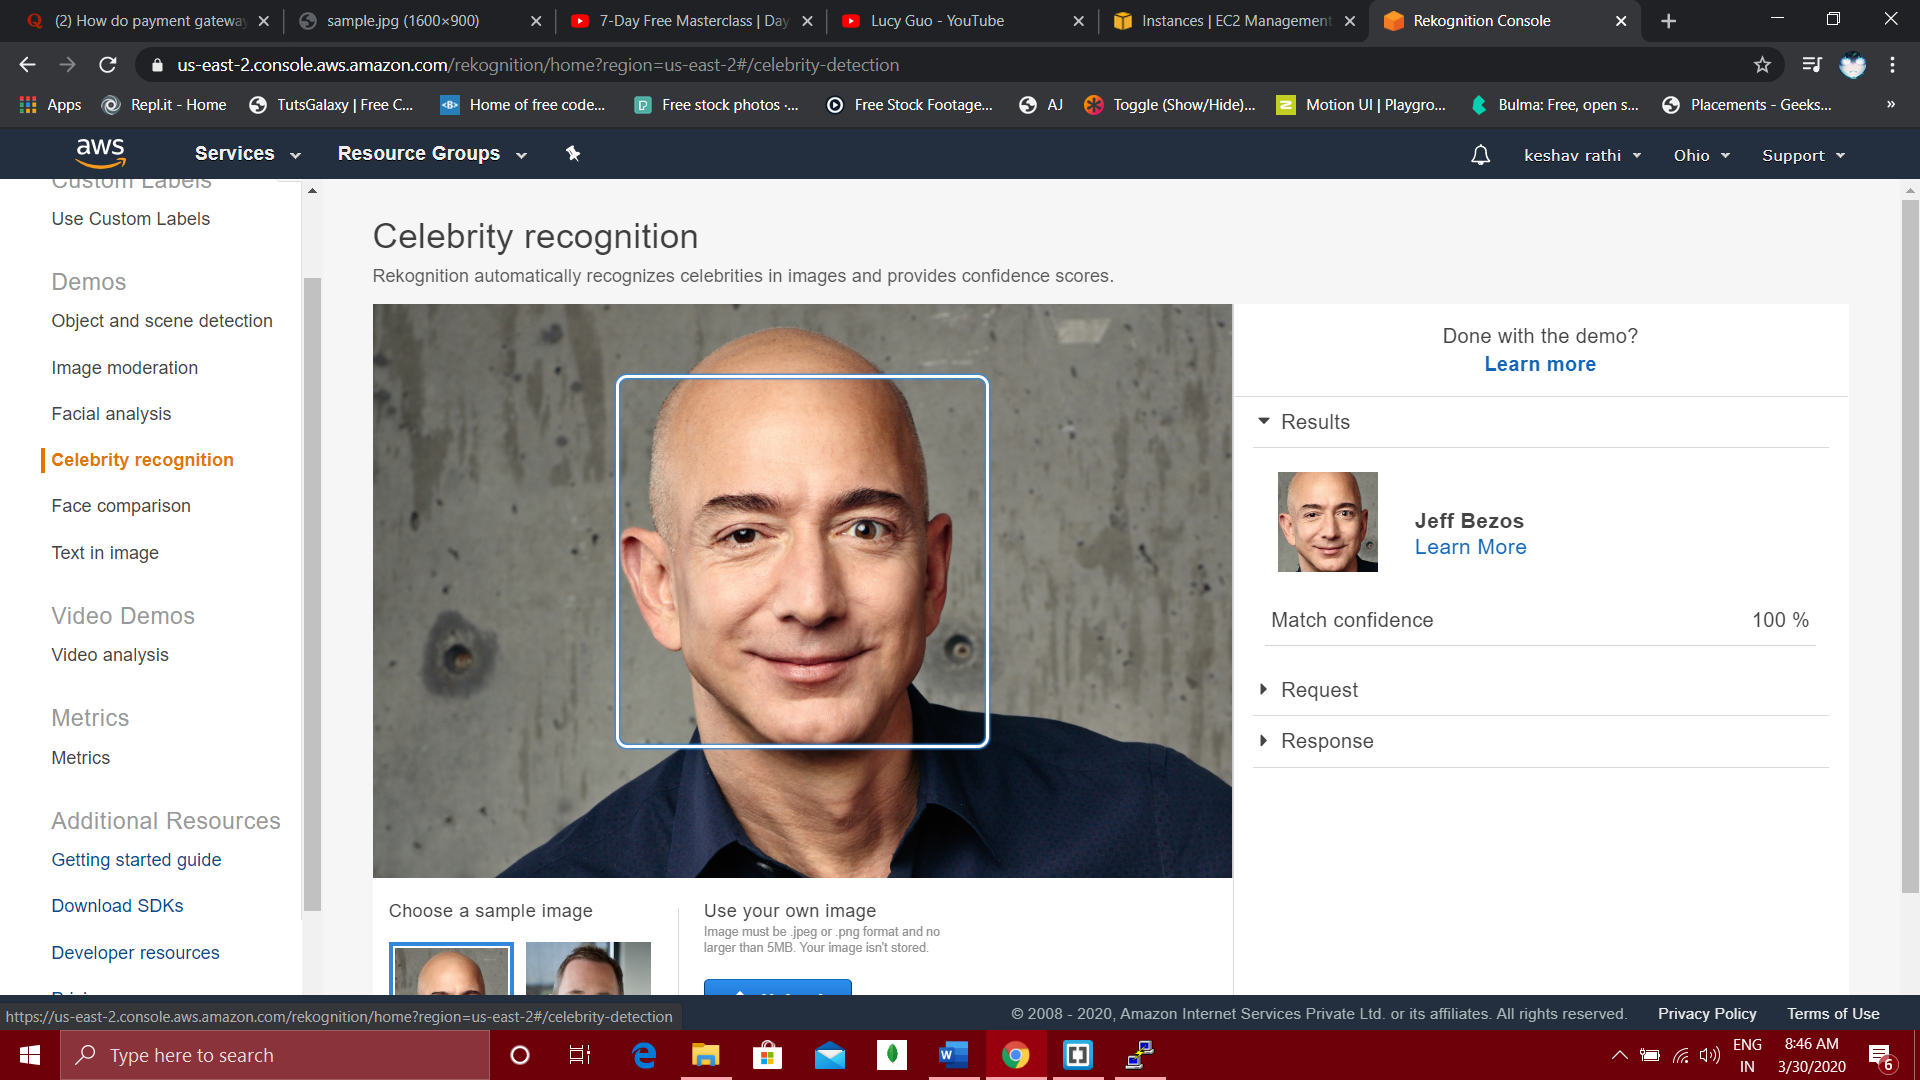 (2) How do payment gateway
sample.jpg (1600×900)
7-Day Free Masterclass | Day
Lucy Guo - YouTube
Instances | EC2 Management
Rekognition Console
us-east-2.console.aws.amazon.com/rekognition/home?region=us-east-2#/celebrity-detection
Apps
Repl.it - Home
TutsGalaxy | Free C...
Home of free code...
Free stock photos ·...
Free Stock Footage...
AJ
Toggle (Show/Hide)...
Motion UI | Playgro...
Bulma: Free, open s...
Placements - Geeks...
»
aws
Services
Resource Groups
keshav rathi
Ohio
Support
Custom Labels
Use Custom Labels
Demos
Object and scene detection
Image moderation
Facial analysis
Celebrity recognition
Face comparison
Text in image
Video Demos
Video analysis
Metrics
Metrics
Additional Resources
Getting started guide
Download SDKs
Developer resources
Celebrity recognition
Rekognition automatically recognizes celebrities in images and provides confidence scores.
Done with the demo?
Learn more
Results
Jeff Bezos
Learn More
Match confidence
100 %
Request
Response
Choose a sample image
Use your own image
Image must be .jpeg or .png format and no
larger than 5MB. Your image isn't stored.
https://us-east-2.console.aws.amazon.com/rekognition/home?region=us-east-2#/celebrity-detection
© 2008 - 2020, Amazon Internet Services Private Ltd. or its affiliates. All rights reserved.
Privacy Policy
Terms of Use
Type here to search
ENG
IN
8:46 AM
3/30/2020
6